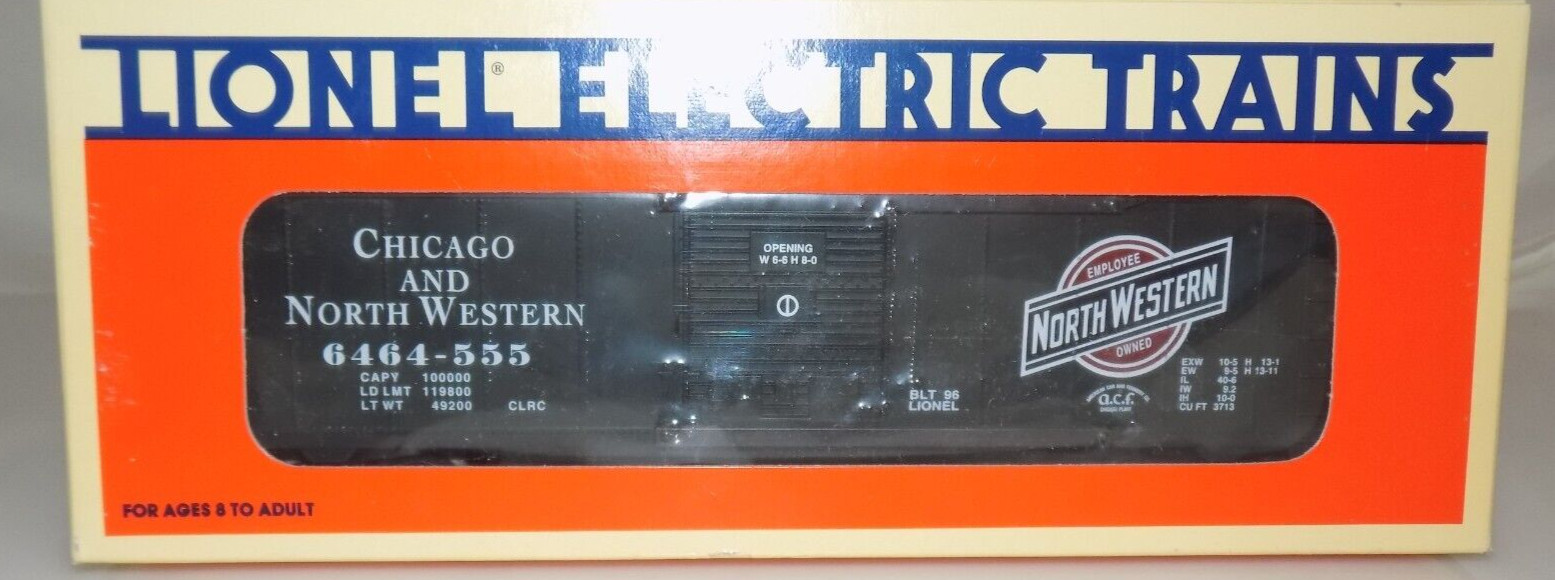 LIONEL® ELECTRIC TRAINS
CHICAGO
AND
NORTH WESTERN
6464-555
CAPY 100000
LD LMT 119800
LT WT 49200 CLRC
OPENING
W 6-6 H 8-0
BLT 96
LIONEL
EMPLOYEE
NORTH WESTERN
OWNED
a.c.f.
EXW 10-5 H 13-1
EW 9-5 H 13-11
IL 40-6
IW 9.2
IH 10-0
CU FT 3713
FOR AGES 8 TO ADULT